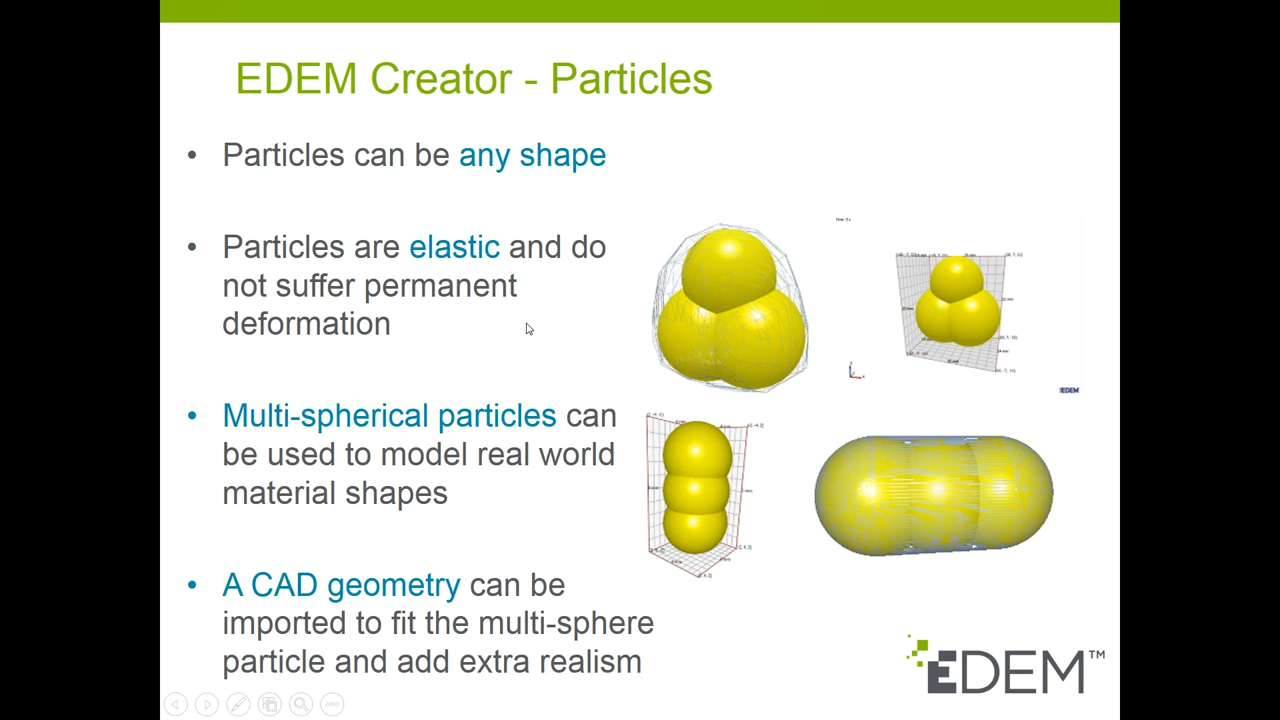 EDEM Creator - Particles
• Particles can be any shape
• Particles are elastic and do
not suffer permanent
deformation
• Multi-spherical particles can
be used to model real world
material shapes
• A CAD geometry can be
imported to fit the multi-sphere
particle and add extra realism
EDEM
EDEM™